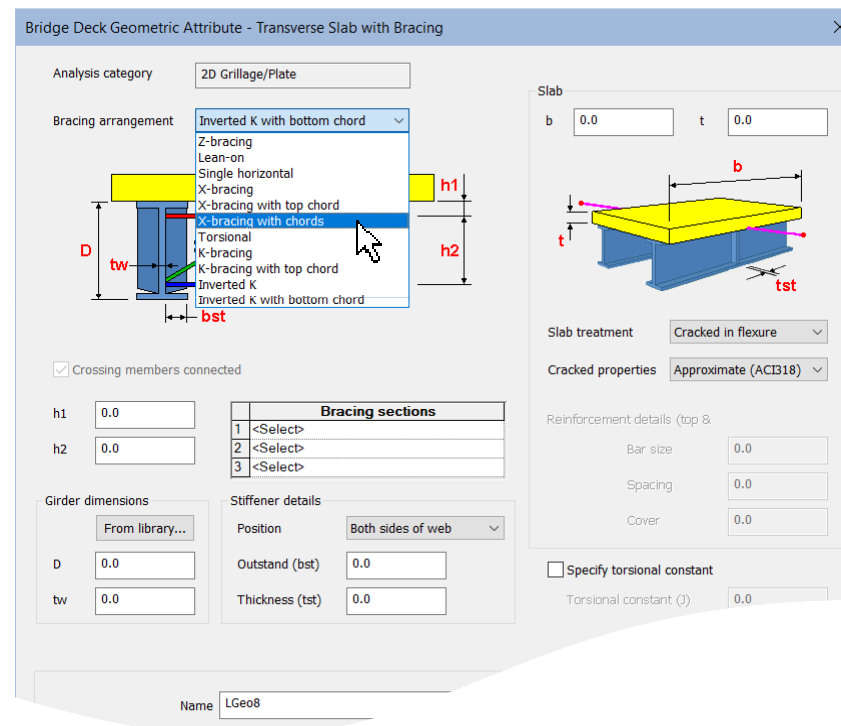 Bridge Deck Geometric Attribute - Transverse Slab with Bracing
Analysis category 2D Grillage/Plate
Bracing arrangement Inverted K with bottom chord
Z-bracing
Lean-on
Single horizontal
X-bracing
X-bracing with top chord
X-bracing with chords
Torsional
K-bracing
K-bracing with top chord
Inverted K
Inverted K with bottom chord
h1
h2
D
tw
bst
Crossing members connected
h1 0.0
h2 0.0
Bracing sections
1 <Select>
2 <Select>
3 <Select>
Girder dimensions
From library...
D 0.0
tw 0.0
Stiffener details
Position Both sides of web
Outstand (bst) 0.0
Thickness (tst) 0.0
Slab
b 0.0 t 0.0
b
t
tst
Slab treatment Cracked in flexure
Cracked properties Approximate (ACI318)
Reinforcement details (top &
Bar size 0.0
Spacing 0.0
Cover 0.0
Specify torsional constant
Torsional constant (J) 0.0
Name LGeo8